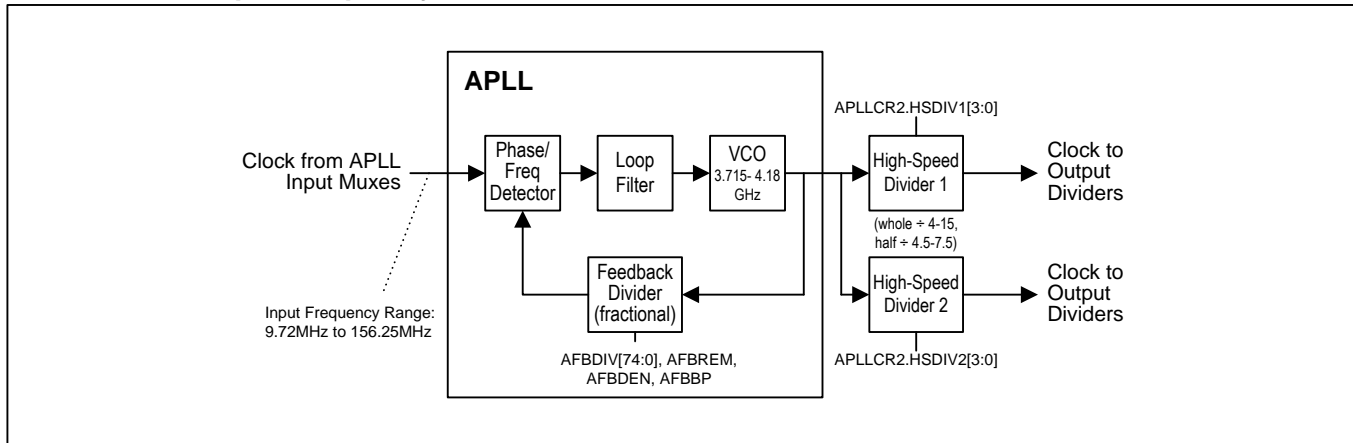 APLL
APLLCR2.HSDIV1[3:0]
Clock from APLL
Input Muxes
Phase/
Freq
Detector
Loop
Filter
VCO
3.715- 4.18
GHz
High-Speed
Divider 1
Clock to
Output
Dividers
(whole ÷ 4-15,
half ÷ 4.5-7.5)
Feedback
Divider
(fractional)
High-Speed
Divider 2
Clock to
Output
Dividers
Input Frequency Range:
9.72MHz to 156.25MHz
AFBDIV[74:0], AFBREM,
AFBDEN, AFBBP
APLLCR2.HSDIV2[3:0]